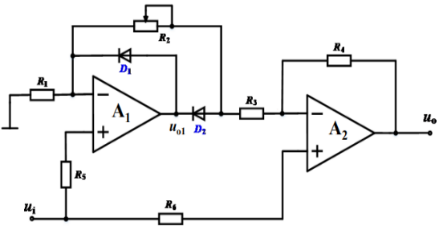 R₂
D₁
R₁
−
A₁
+
uₒ₁
D₂
R₃
R₄
−
A₂
+
uₒ
R₅
uᵢ
R₆